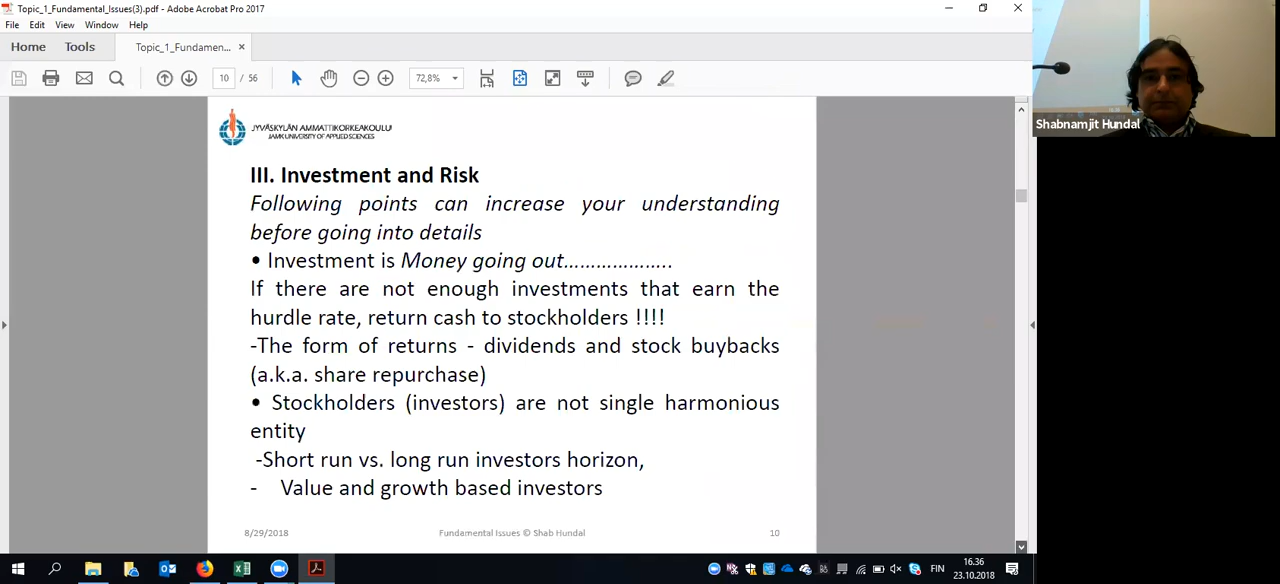 Topic_1_Fundamental_Issues(3).pdf - Adobe Acrobat Pro 2017
File Edit View Window Help
Home Tools Topic_1_Fundamen... ×
10 / 56 72,8%
JYVÄSKYLÄN AMMATTIKORKEAKOULU
JAMK UNIVERSITY OF APPLIED SCIENCES
Shabnamjit Hundal
III. Investment and Risk
Following points can increase your understanding
before going into details
• Investment is Money going out………………..
If there are not enough investments that earn the
hurdle rate, return cash to stockholders !!!!
-The form of returns - dividends and stock buybacks
(a.k.a. share repurchase)
• Stockholders (investors) are not single harmonious
entity
-Short run vs. long run investors horizon,
- Value and growth based investors
8/29/2018 Fundamental Issues © Shab Hundal 10
FIN 16.36
23.10.2018